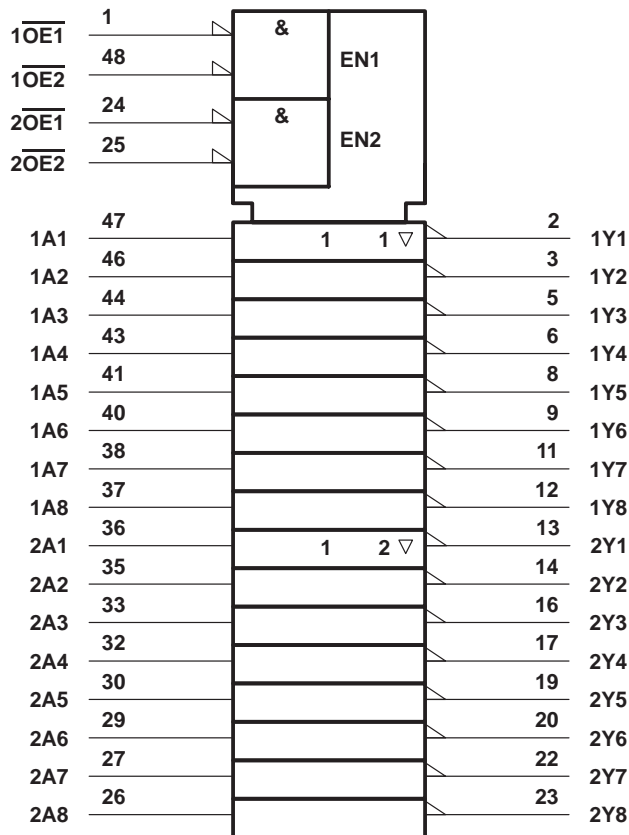 1OE1 1 &
1OE2 48 EN1
2OE1 24 &
2OE2 25 EN2
1A1 47 1 1 ▽ 2 1Y1
1A2 46 3 1Y2
1A3 44 5 1Y3
1A4 43 6 1Y4
1A5 41 8 1Y5
1A6 40 9 1Y6
1A7 38 11 1Y7
1A8 37 12 1Y8
2A1 36 1 2 ▽ 13 2Y1
2A2 35 14 2Y2
2A3 33 16 2Y3
2A4 32 17 2Y4
2A5 30 19 2Y5
2A6 29 20 2Y6
2A7 27 22 2Y7
2A8 26 23 2Y8